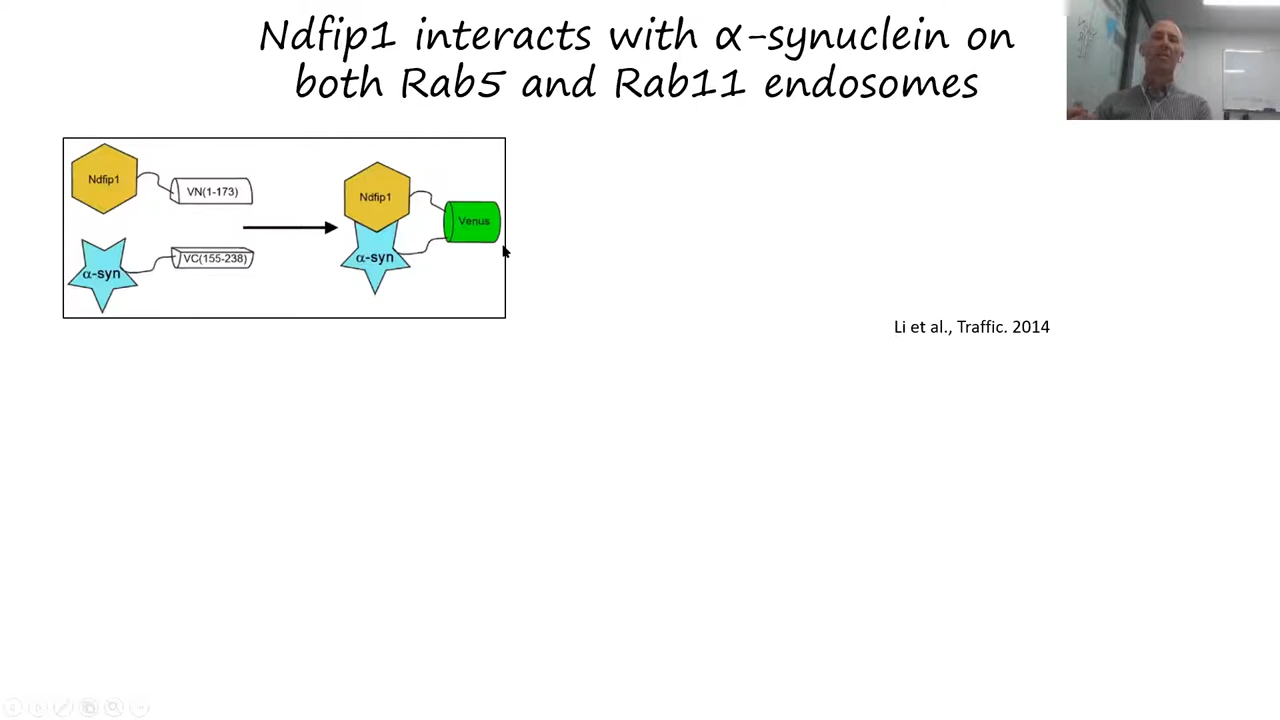 Ndfip1 interacts with α-synuclein on
both Rab5 and Rab11 endosomes
Ndfip1
VN(1-173)
α-syn
VC(155-238)
Ndfip1
α-syn
Venus
Li et al., Traffic. 2014